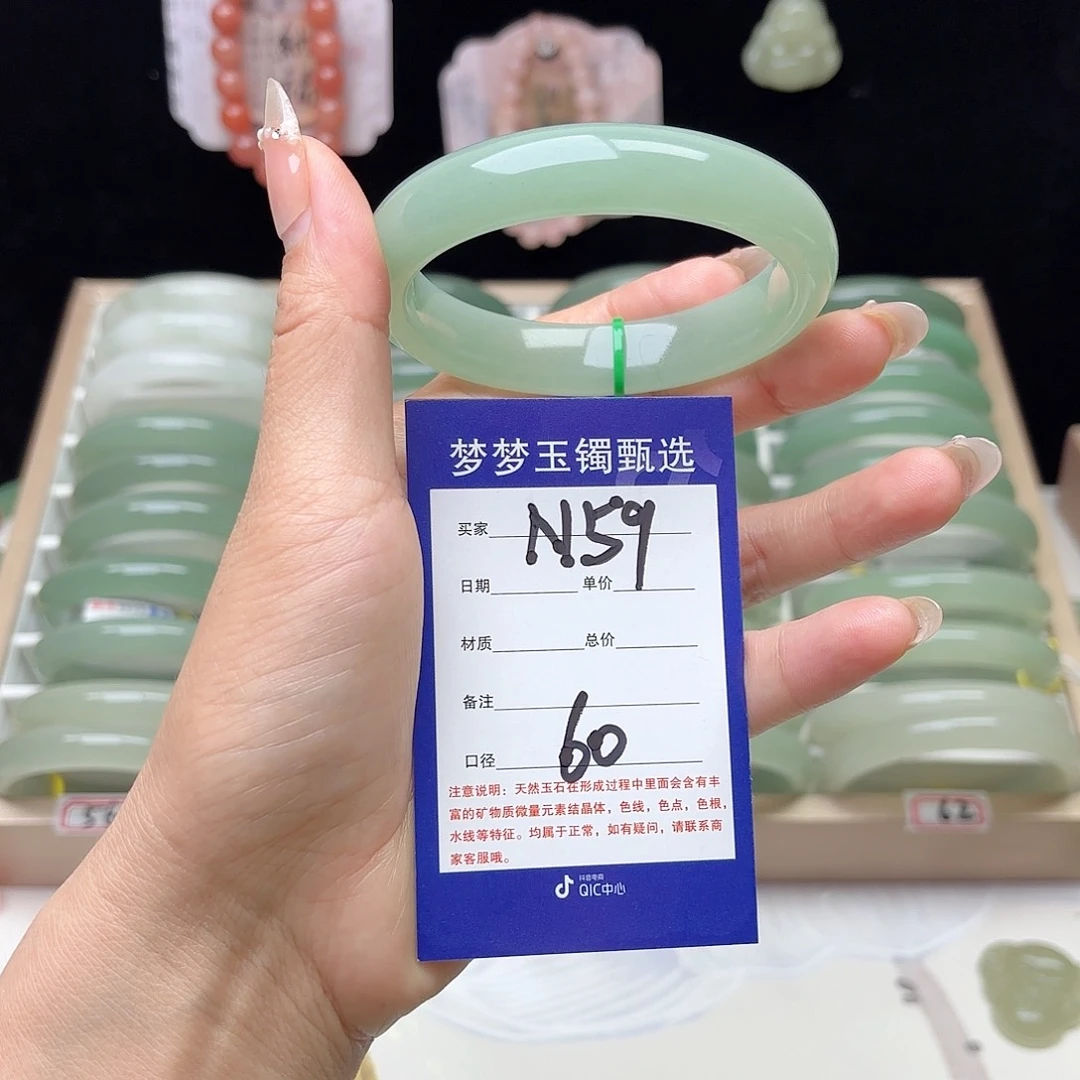 梦梦玉镯甄选
买家 N59
日期 单价
材质 总价
备注
口径 60
注意说明：天然玉石在形成过程中里面会含有丰
富的矿物质微量元素结晶体，色线，色点，色根，
水线等特征。均属于正常，如有疑问，请联系商
家客服哦。
抖音电商
QIC中心
62